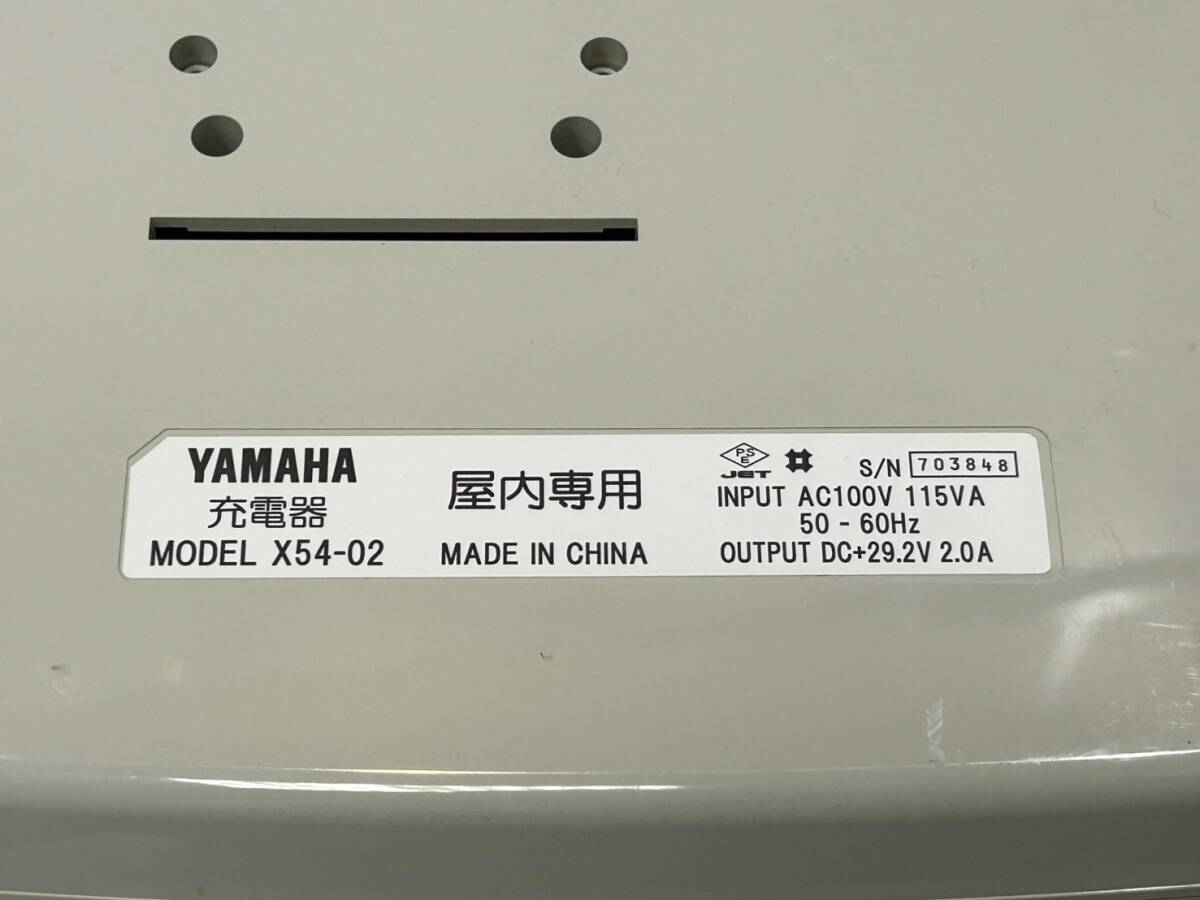 YAMAHA
充電器
MODEL X54-02
屋内専用
MADE IN CHINA
PS
E
JET
S/N 703848
INPUT AC100V 115VA
50 - 60Hz
OUTPUT DC+29.2V 2.0A